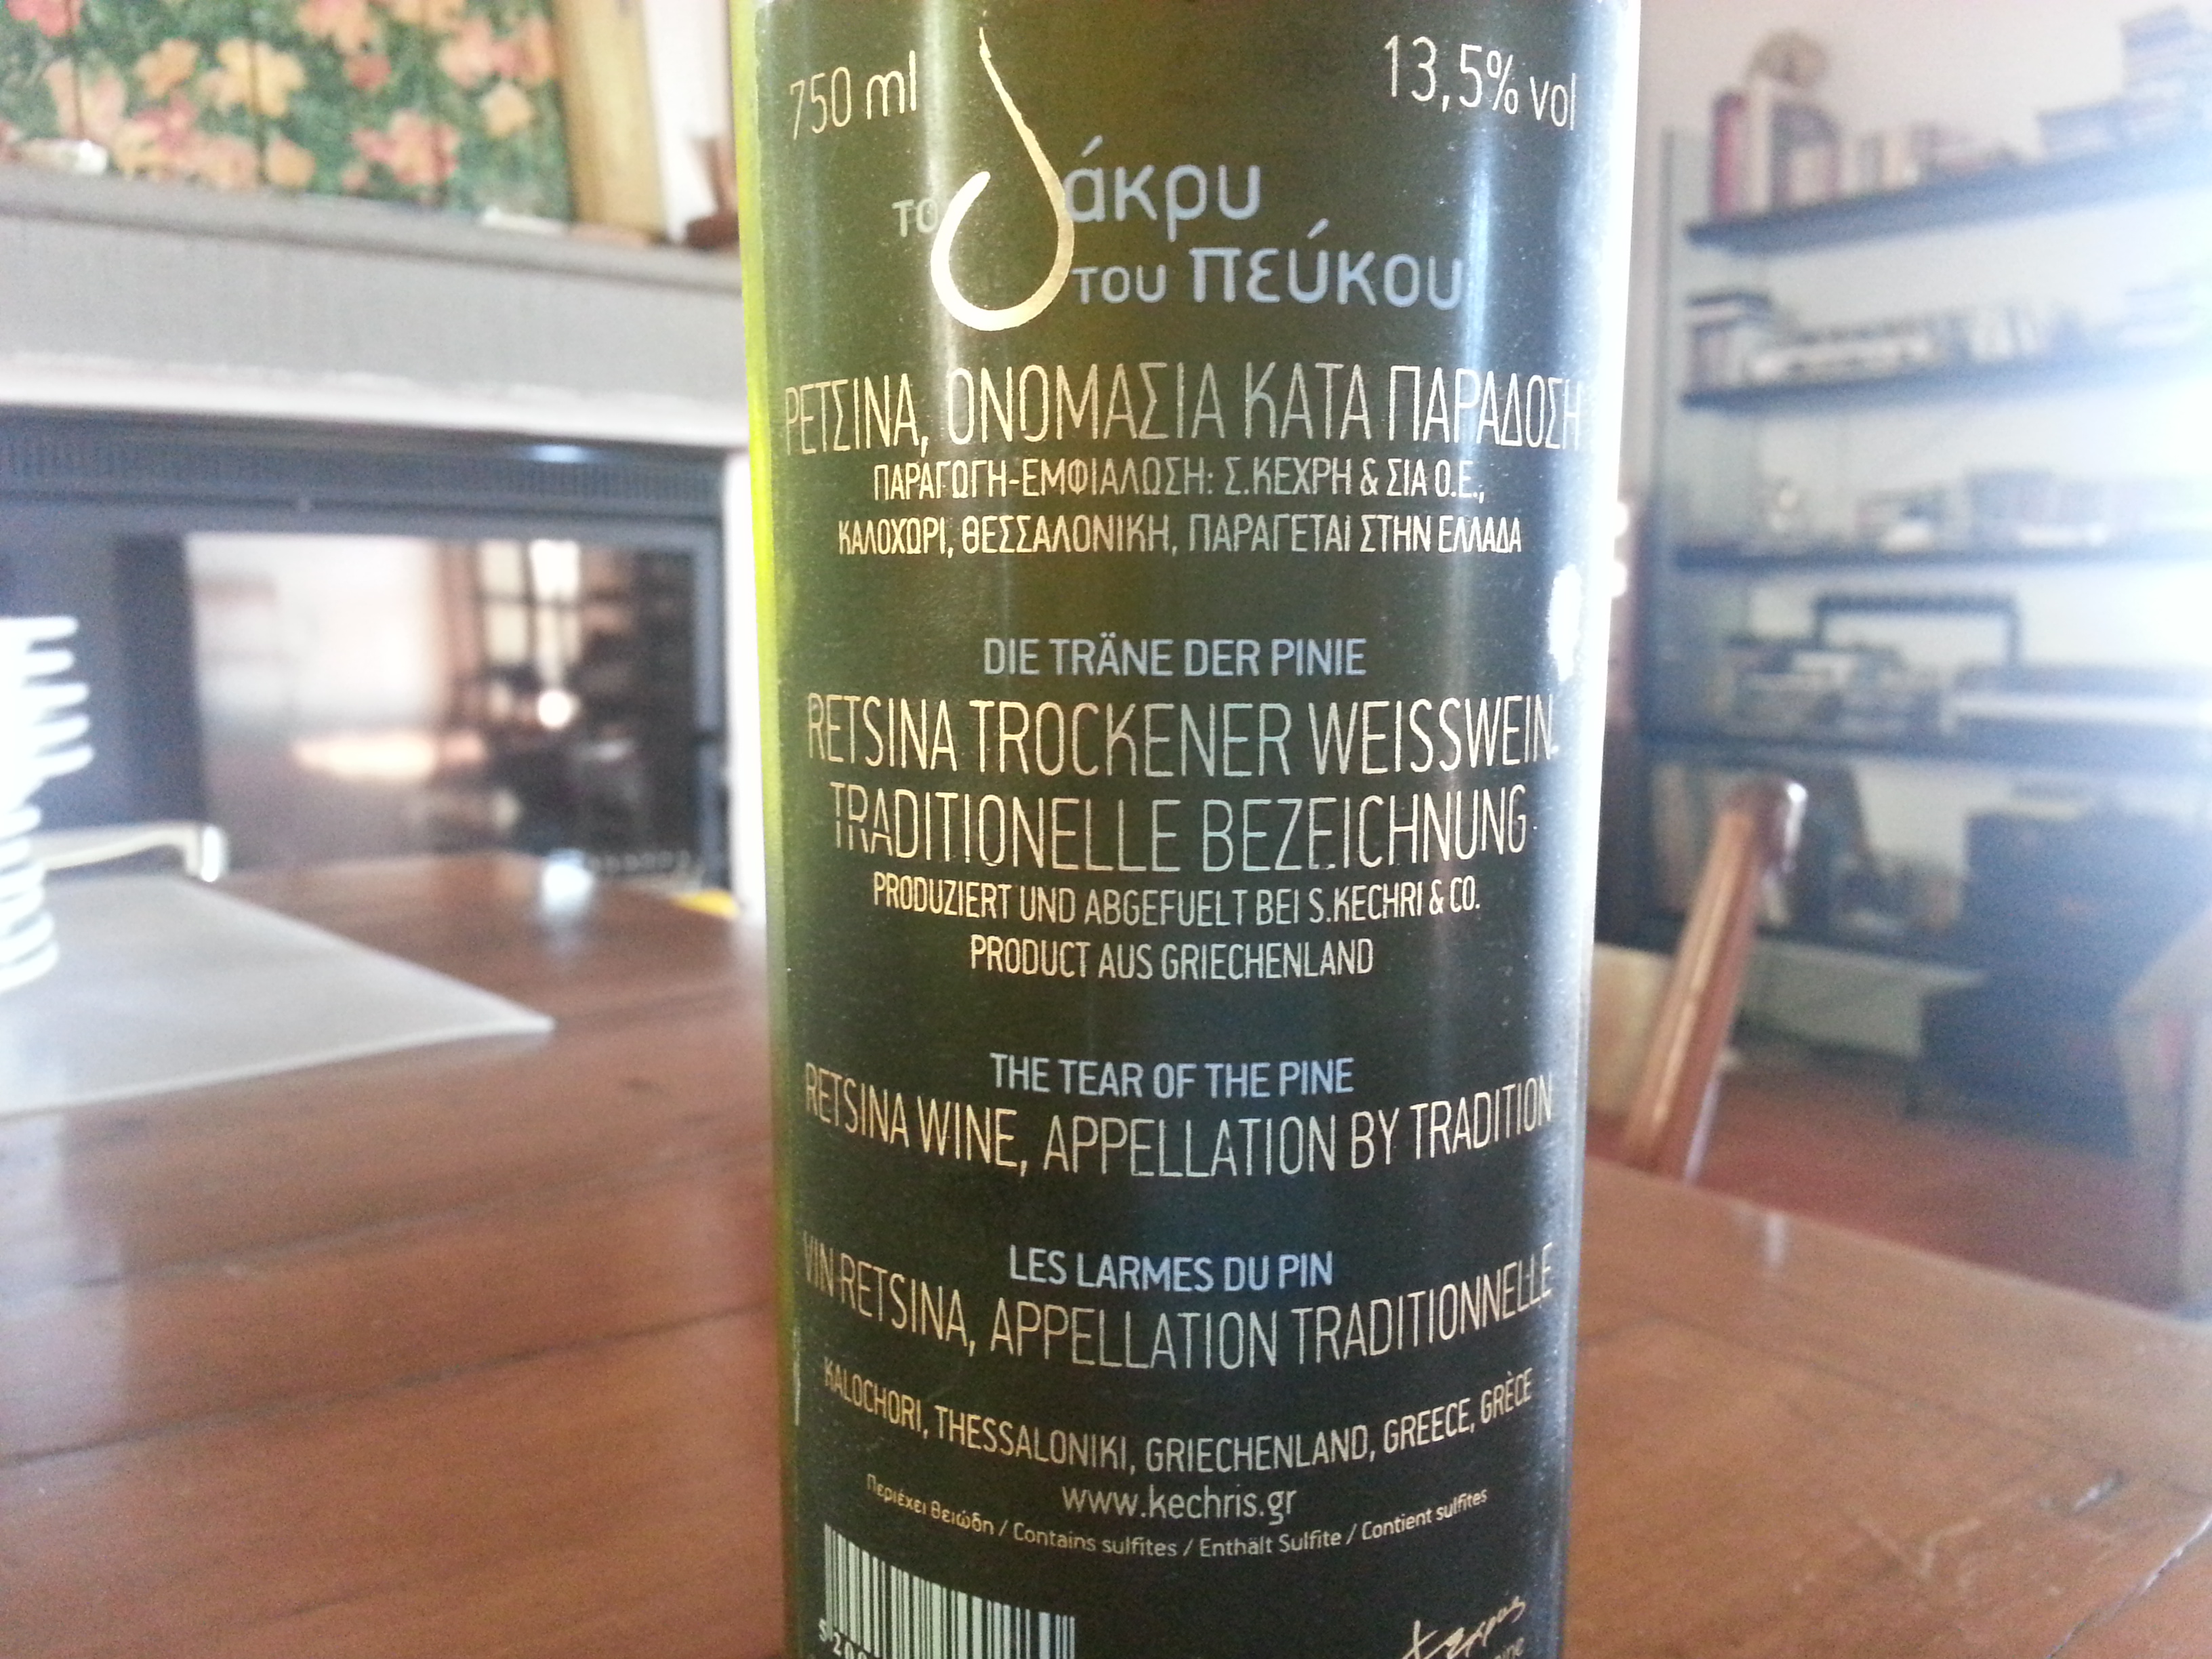 750 ml
13,5% vol
το δάκρυ
του πεύκου
ΡΕΤΣΙΝΑ, ΟΝΟΜΑΣΙΑ ΚΑΤΑ ΠΑΡΑΔΟΣΗ
ΠΑΡΑΓΩΓΗ-ΕΜΦΙΑΛΩΣΗ: Σ.ΚΕΧΡΗ & ΣΙΑ Ο.Ε.,
ΚΑΛΟΧΩΡΙ, ΘΕΣΣΑΛΟΝΙΚΗ, ΠΑΡΑΓΕΤΑΙ ΣΤΗΝ ΕΛΛΑΔΑ
DIE TRÄNE DER PINIE
RETSINA TROCKENER WEISSWEIN-
TRADITIONELLE BEZEICHNUNG
PRODUZIERT UND ABGEFUELT BEI S.KECHRI & CO.
PRODUCT AUS GRIECHENLAND
THE TEAR OF THE PINE
RETSINA WINE, APPELLATION BY TRADITION
LES LARMES DU PIN
VIN RETSINA, APPELLATION TRADITIONNELLE
KALOCHORI, THESSALONIKI, GRIECHENLAND, GREECE, GRÈCE
www.kechris.gr
Περιέχει θειώδη / Contains sulfites / Enthält Sulfite / Contient sulfites